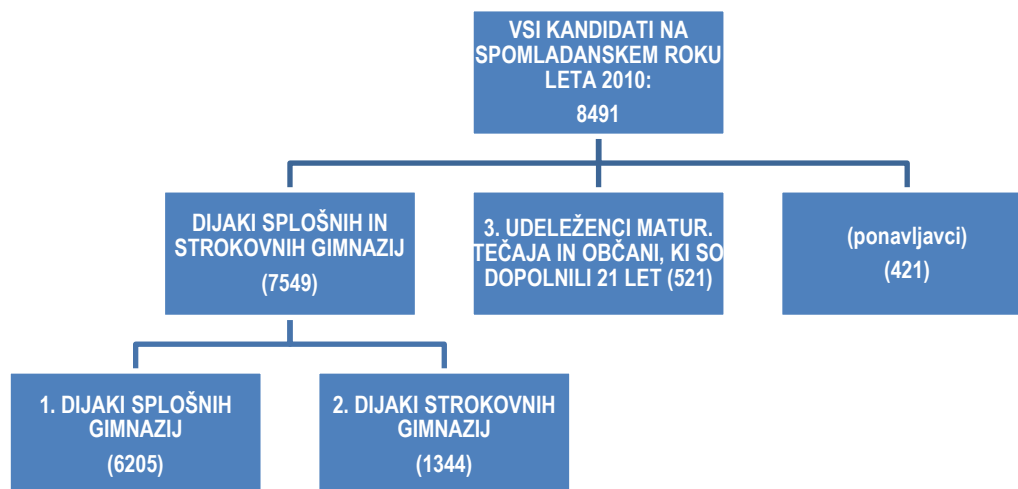 VSI KANDIDATI NA
SPOMLADANSKEM ROKU
LETA 2010:
8491
DIJAKI SPLOŠNIH IN
STROKOVNIH GIMNAZIJ
(7549)
3. UDELEŽENCI MATUR.
TEČAJA IN OBČANI, KI SO
DOPOLNILI 21 LET (521)
(ponavljavci)
(421)
1. DIJAKI SPLOŠNIH
GIMNAZIJ
(6205)
2. DIJAKI STROKOVNIH
GIMNAZIJ
(1344)